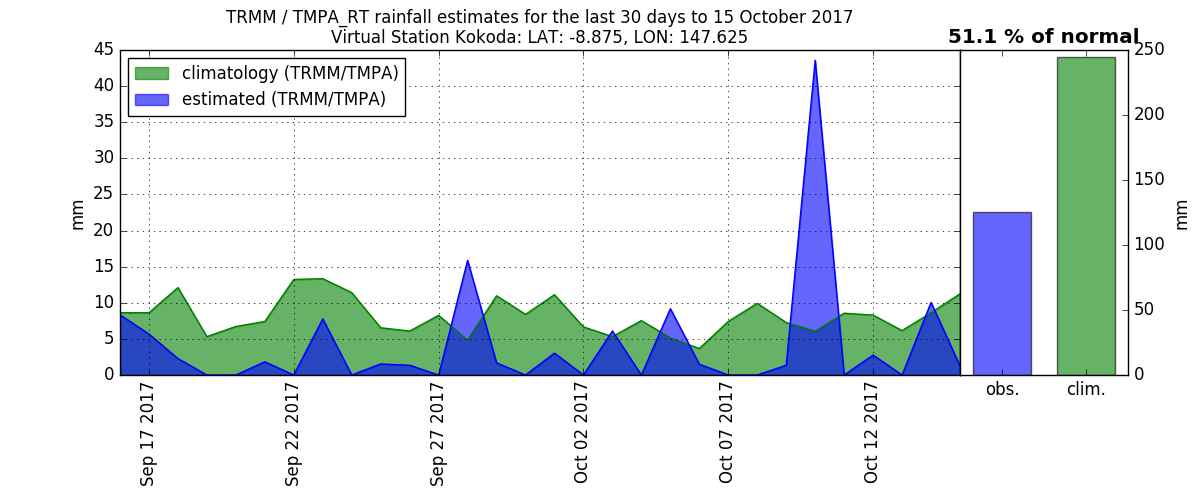 TRMM / TMPA_RT rainfall estimates for the last 30 days to 15 October 2017
Virtual Station Kokoda: LAT: -8.875, LON: 147.625
51.1 % of normal
climatology (TRMM/TMPA)
estimated (TRMM/TMPA)
45
40
35
30
25
20
15
10
5
0
mm
Sep 17 2017
Sep 22 2017
Sep 27 2017
Oct 02 2017
Oct 07 2017
Oct 12 2017
obs.
clim.
250
200
150
100
50
0
mm